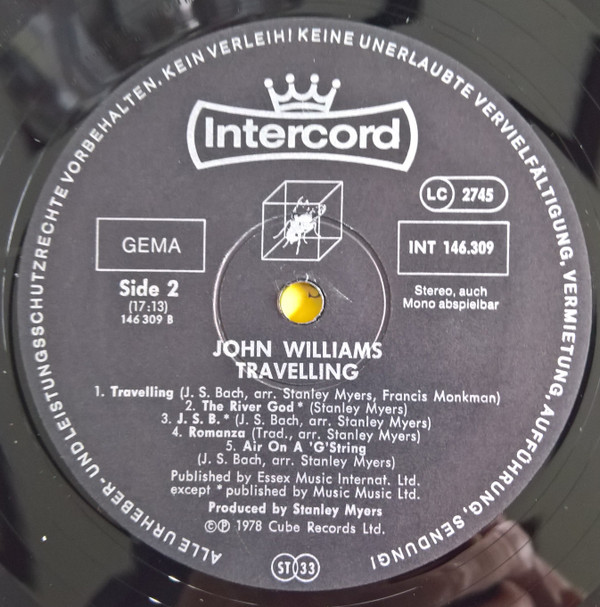 ALLE URHEBER- UND LEISTUNGSSCHUTZRECHTE VORBEHALTEN. KEIN VERLEIH! KEINE UNERLAUBTE VERVIELFÄLTIGUNG, VERMIETUNG, AUFFÜHRUNG, SENDUNG!
Intercord
LC 2745
GEMA
INT 146.309
Side 2
(17:13)
146 309 B
Stereo, auch
Mono abspielbar
JOHN WILLIAMS
TRAVELLING
1. Travelling (J. S. Bach, arr. Stanley Myers, Francis Monkman)
2. The River God* (Stanley Myers)
3. J. S. B.* (J. S. Bach, arr. Stanley Myers)
4. Romanza (Trad., arr. Stanley Myers)
5. Air On A 'G'String
(J. S. Bach, arr. Stanley Myers)
Published by Essex Music Internat. Ltd.
except * published by Music Music Ltd.
Produced by Stanley Myers
©℗ 1978 Cube Records Ltd.
ST 33